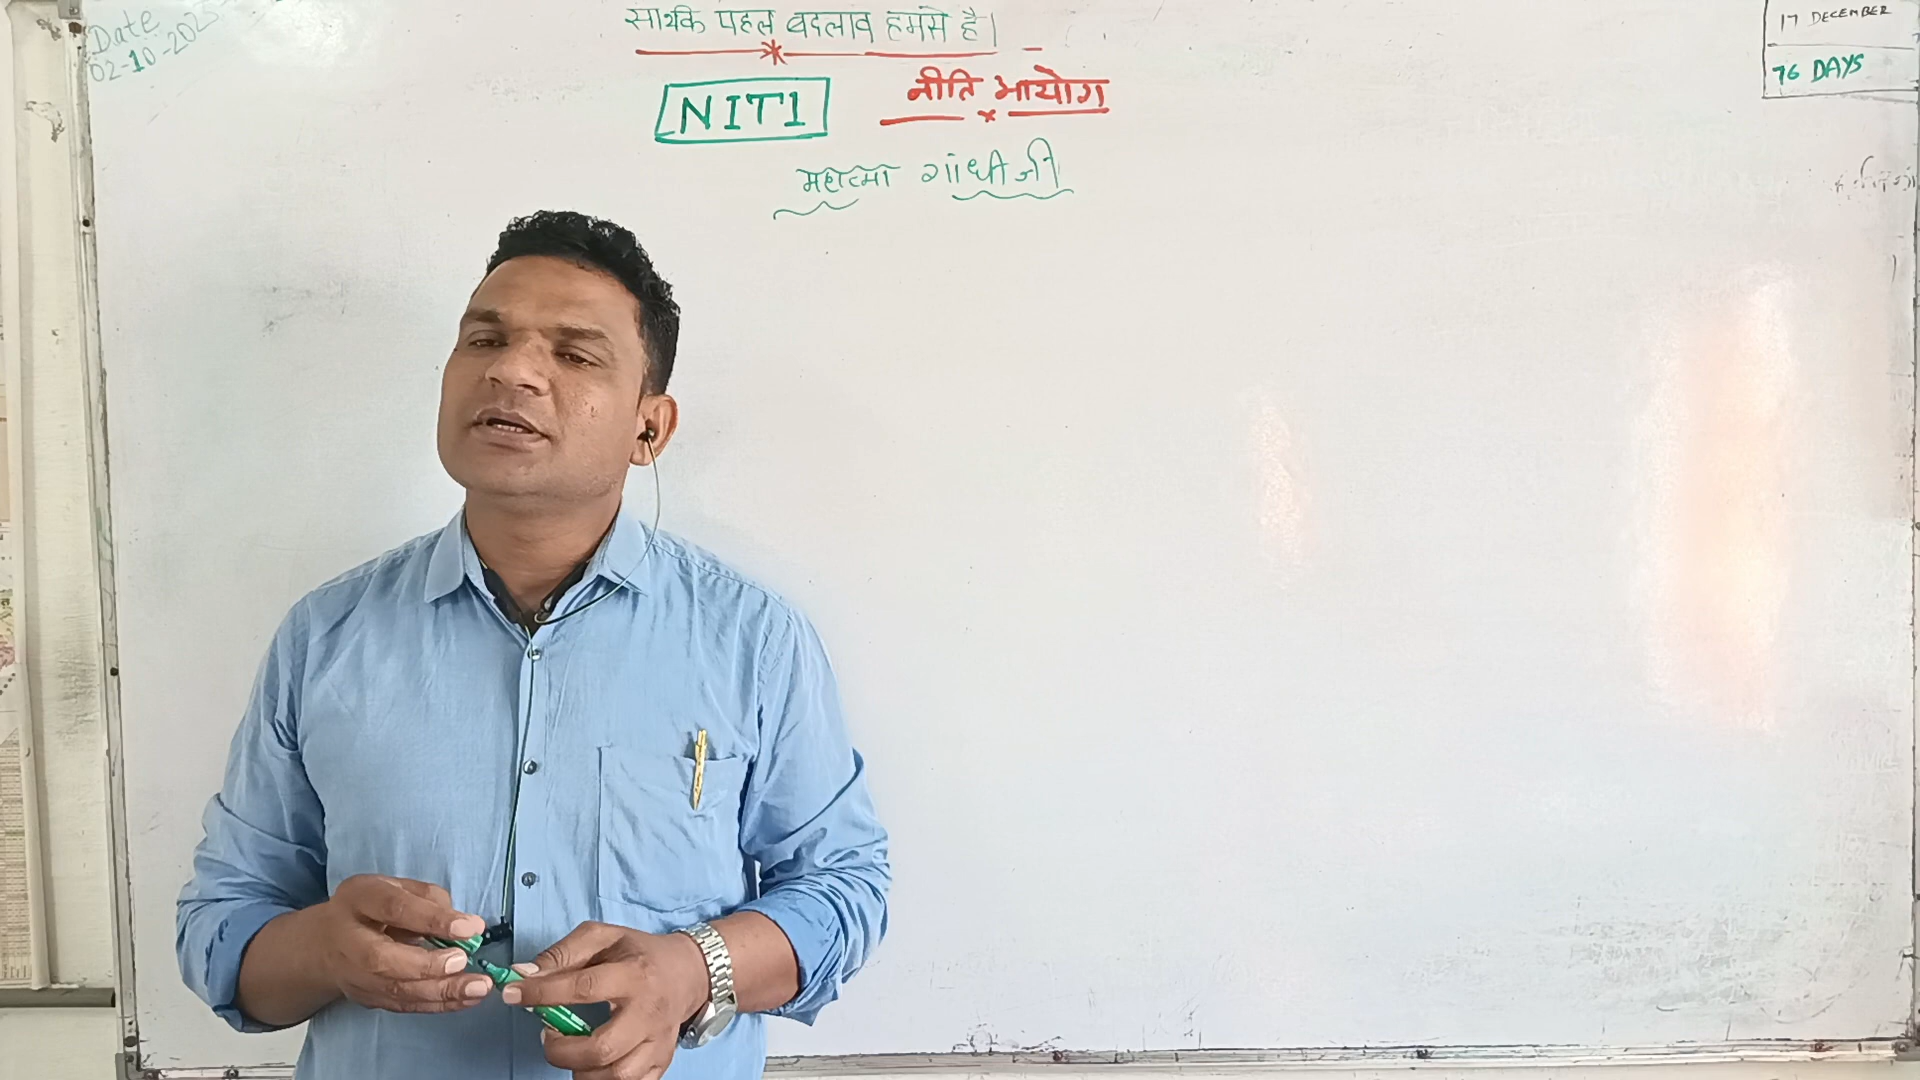 Date
02-10-2025
सार्थक पहल बदलाव हमसे है।
17 DECEMBER
76 DAYS
NITI
नीति आयोग
महात्मा गांधी जी